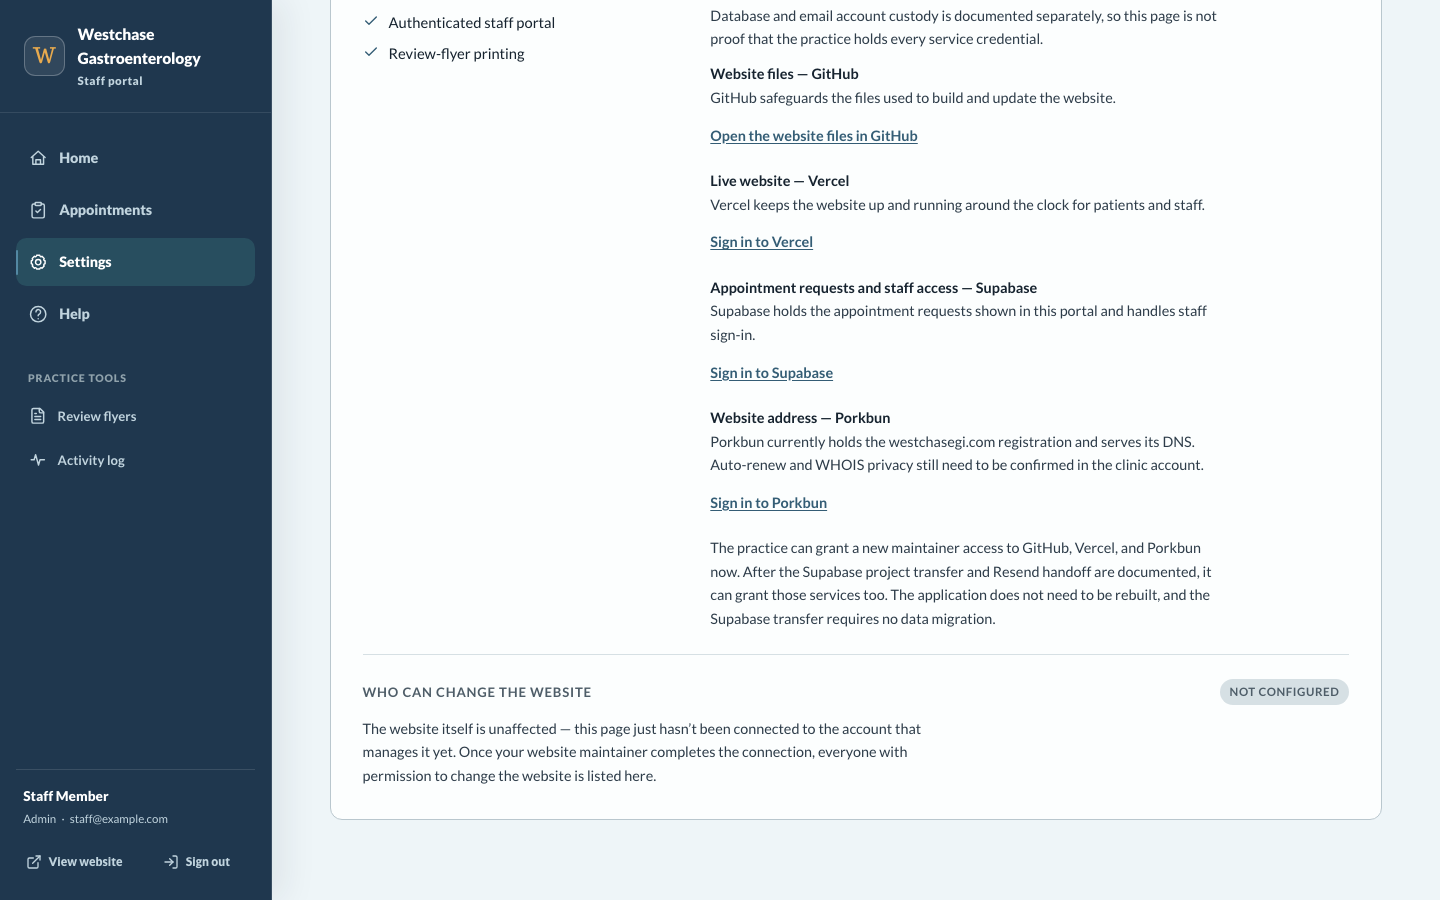 W
Westchase
Gastroenterology
Staff portal
Home
Appointments
Settings
Help
PRACTICE TOOLS
Review flyers
Activity log
Staff Member
Admin · staff@example.com
View website
Sign out
Authenticated staff portal
Review-flyer printing
Database and email account custody is documented separately, so this page is not
proof that the practice holds every service credential.
Website files — GitHub
GitHub safeguards the files used to build and update the website.
Open the website files in GitHub
Live website — Vercel
Vercel keeps the website up and running around the clock for patients and staff.
Sign in to Vercel
Appointment requests and staff access — Supabase
Supabase holds the appointment requests shown in this portal and handles staff
sign-in.
Sign in to Supabase
Website address — Porkbun
Porkbun currently holds the westchasegi.com registration and serves its DNS.
Auto-renew and WHOIS privacy still need to be confirmed in the clinic account.
Sign in to Porkbun
The practice can grant a new maintainer access to GitHub, Vercel, and Porkbun
now. After the Supabase project transfer and Resend handoff are documented, it
can grant those services too. The application does not need to be rebuilt, and the
Supabase transfer requires no data migration.
WHO CAN CHANGE THE WEBSITE
NOT CONFIGURED
The website itself is unaffected — this page just hasn’t been connected to the account that
manages it yet. Once your website maintainer completes the connection, everyone with
permission to change the website is listed here.